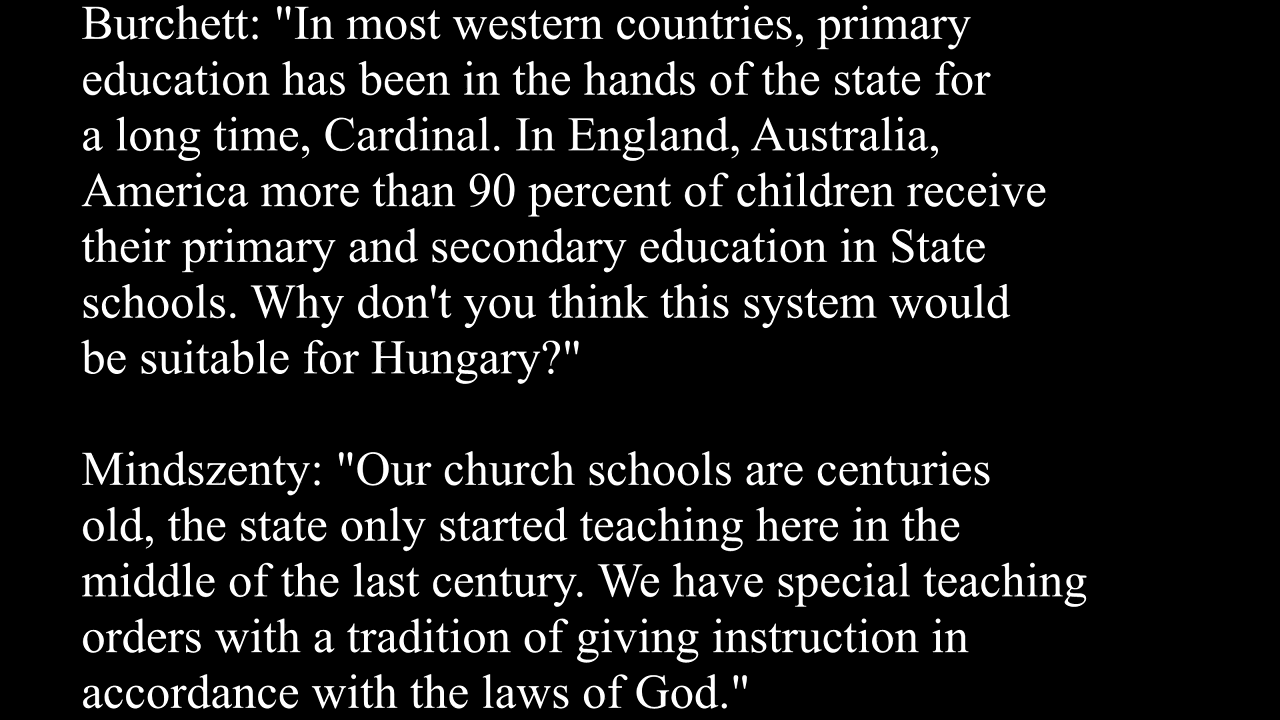 Burchett: "In most western countries, primary
education has been in the hands of the state for
a long time, Cardinal. In England, Australia,
America more than 90 percent of children receive
their primary and secondary education in State
schools. Why don't you think this system would
be suitable for Hungary?"
Mindszenty: "Our church schools are centuries
old, the state only started teaching here in the
middle of the last century. We have special teaching
orders with a tradition of giving instruction in
accordance with the laws of God."